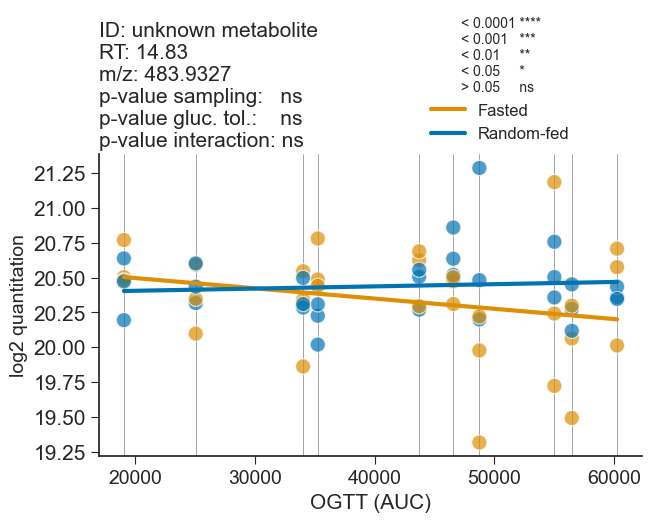 ID: unknown metabolite
RT: 14.83
m/z: 483.9327
p-value sampling: ns
p-value gluc. tol.: ns
p-value interaction: ns
< 0.0001 ****
< 0.001 ***
< 0.01 **
< 0.05 *
> 0.05 ns
Fasted
Random-fed
21.25
21.00
20.75
20.50
20.25
20.00
19.75
19.50
19.25
log2 quantitation
20000 30000 40000 50000 60000
OGTT (AUC)